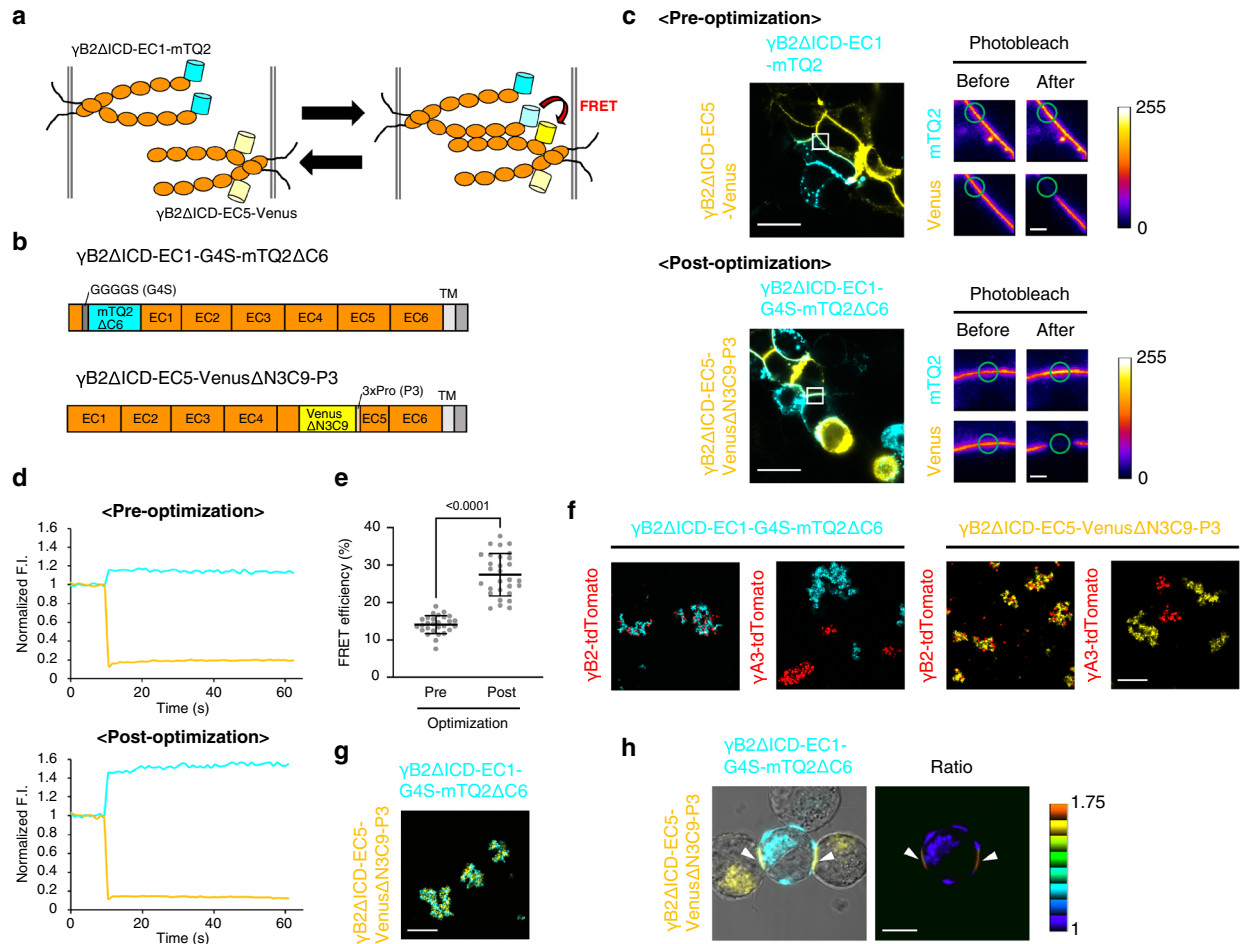 a
γB2ΔICD-EC1-mTQ2
FRET
γB2ΔICD-EC5-Venus
b
γB2ΔICD-EC1-G4S-mTQ2ΔC6
GGGGS (G4S)
TM
mTQ2
ΔC6
EC1
EC2
EC3
EC4
EC5
EC6
γB2ΔICD-EC5-VenusΔN3C9-P3
3xPro (P3)
TM
EC1
EC2
EC3
EC4
Venus
ΔN3C9
EC5
EC6
c
<Pre-optimization>
γB2ΔICD-EC1
-mTQ2
γB2ΔICD-EC5
-Venus
Photobleach
Before
After
mTQ2
Venus
255
0
<Post-optimization>
γB2ΔICD-EC1-
G4S-mTQ2ΔC6
γB2ΔICD-EC5-
VenusΔN3C9-P3
Photobleach
Before
After
mTQ2
Venus
255
0
d
<Pre-optimization>
Normalized F.I.
1.6
1.4
1.2
1
0.8
0.6
0.4
0.2
0
0
20
40
60
Time (s)
<Post-optimization>
Normalized F.I.
1.6
1.4
1.2
1
0.8
0.6
0.4
0.2
0
0
20
40
60
Time (s)
e
<0.0001
FRET efficiency (%)
40
30
20
10
0
Pre
Post
Optimization
f
γB2ΔICD-EC1-G4S-mTQ2ΔC6
γB2ΔICD-EC5-VenusΔN3C9-P3
γB2-tdTomato
γA3-tdTomato
γB2-tdTomato
γA3-tdTomato
g
γB2ΔICD-EC1-
G4S-mTQ2ΔC6
γB2ΔICD-EC5-
VenusΔN3C9-P3
h
γB2ΔICD-EC1-
G4S-mTQ2ΔC6
γB2ΔICD-EC5-
VenusΔN3C9-P3
Ratio
1.75
1